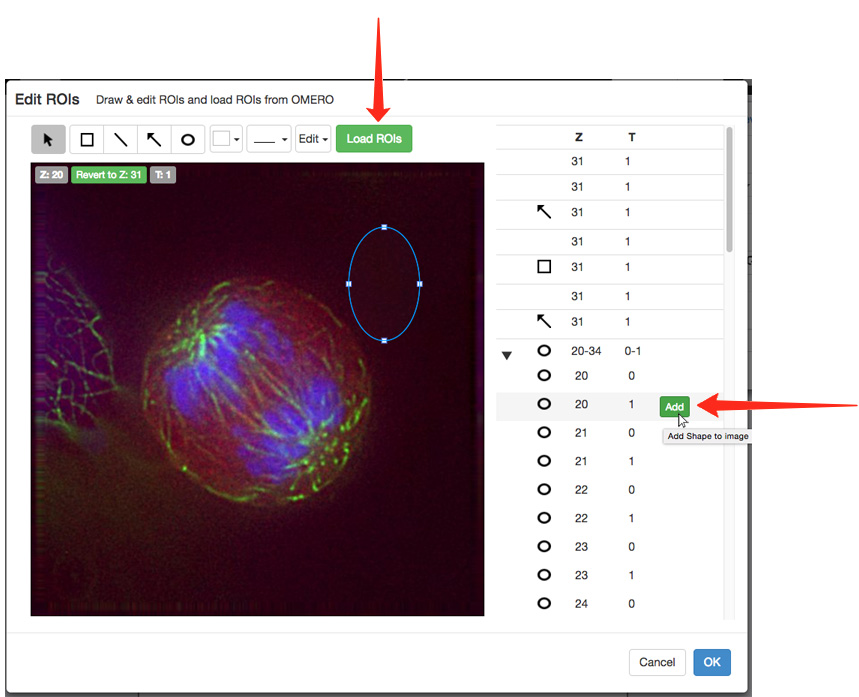 Edit ROIs Draw & edit ROIs and load ROIs from OMERO
Edit Load ROIs
Z: 20 Revert to Z: 31 T: 1
Z T
31 1
31 1
31 1
31 1
31 1
31 1
31 1
20-34 0-1
20 0
20 1 Add
Add Shape to image
21 0
21 1
22 0
22 1
23 0
23 1
24 0
Cancel OK